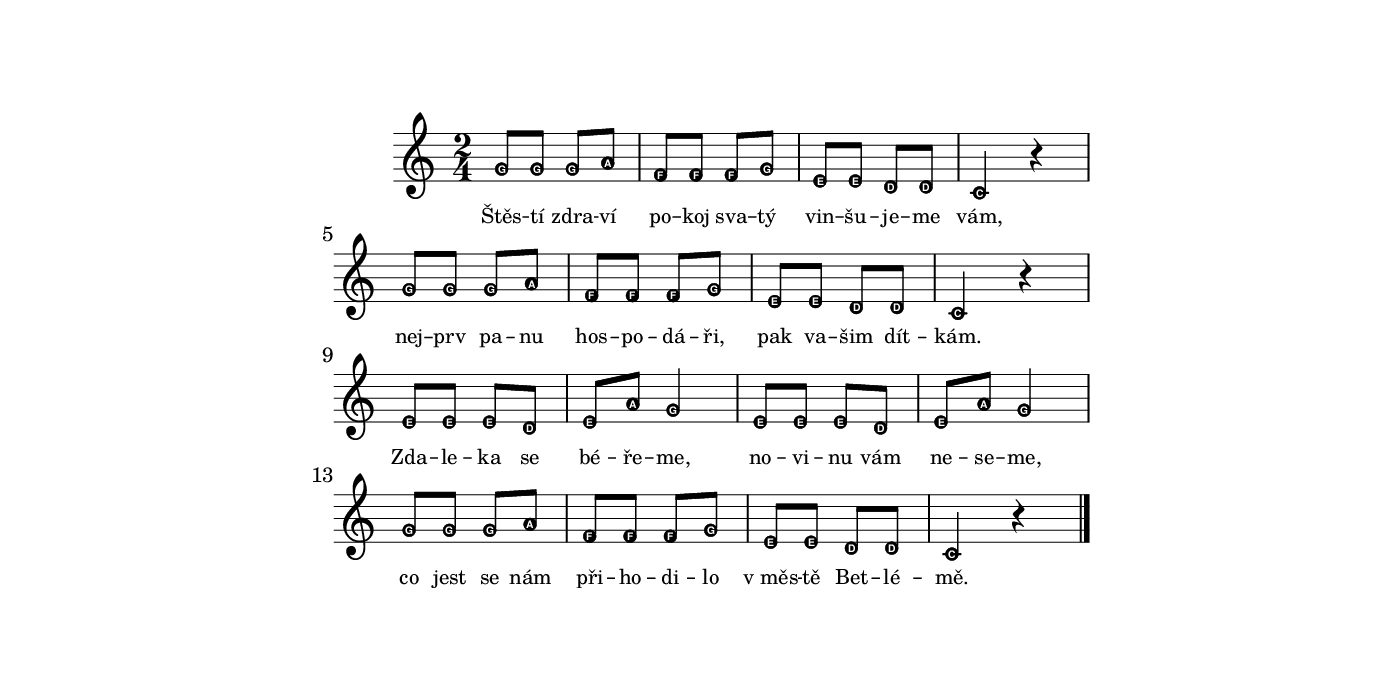 2
4
G G G A F F F G E E D D C
Štěs – tí zdra – ví po – koj sva – tý vin – šu – je – me vám,
5
G G G A F F F G E E D D C
nej – prv pa – nu hos – po – dá – ři, pak va – šim dít – kám.
9
E E E D E A G E E E D E A G
Zda – le – ka se bé – ře – me, no – vi – nu vám ne – se – me,
13
G G G A F F F G E E D D C
co jest se nám při – ho – di – lo v měs – tě Bet – lé – mě.